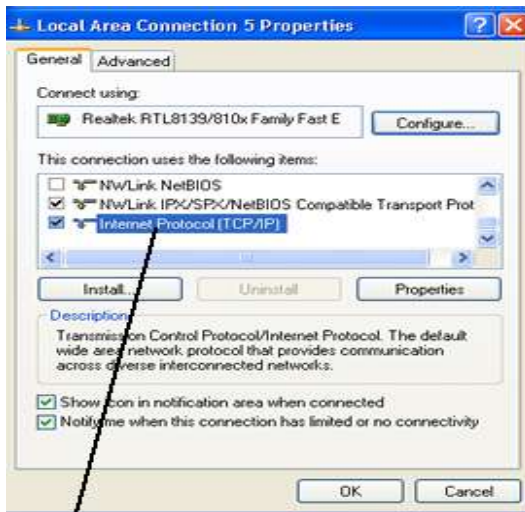 Local Area Connection 5 Properties
General Advanced
Connect using:
Realtek RTL8139/810x Family Fast E Configure...
This connection uses the following items:
NWLink NetBIOS
NWLink IPX/SPX/NetBIOS Compatible Transport Prot
Internet Protocol (TCP/IP)
Install... Uninstall Properties
Description
Transmission Control Protocol/Internet Protocol. The default
wide area network protocol that provides communication
across diverse interconnected networks.
Show icon in notification area when connected
Notify me when this connection has limited or no connectivity
OK Cancel